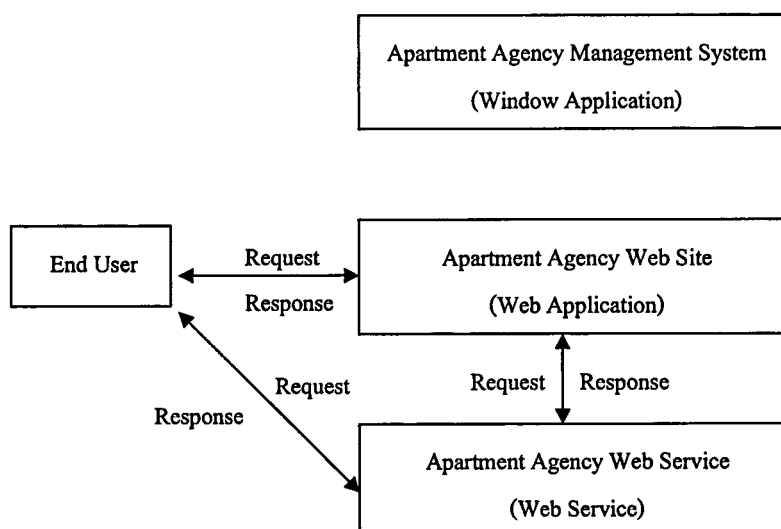 Apartment Agency Management System
(Window Application)
End User
Request
Response
Apartment Agency Web Site
(Web Application)
Request
Response
Request
Response
Apartment Agency Web Service
(Web Service)